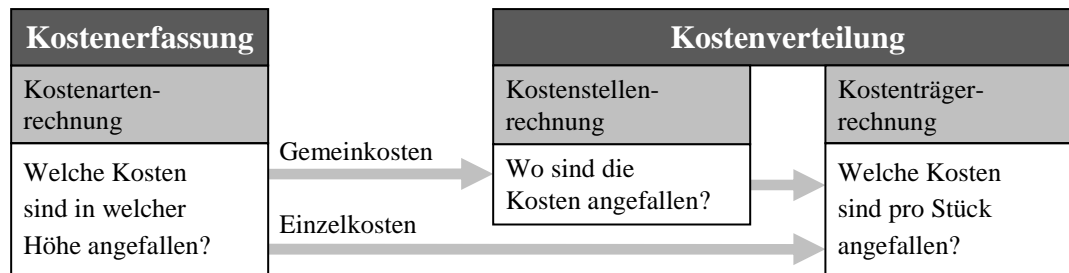 Kostenerfassung
Kostenarten-
rechnung
Welche Kosten
sind in welcher
Höhe angefallen?
Gemeinkosten
Einzelkosten
Kostenverteilung
Kostenstellen-
rechnung
Wo sind die
Kosten angefallen?
Kostenträger-
rechnung
Welche Kosten
sind pro Stück
angefallen?